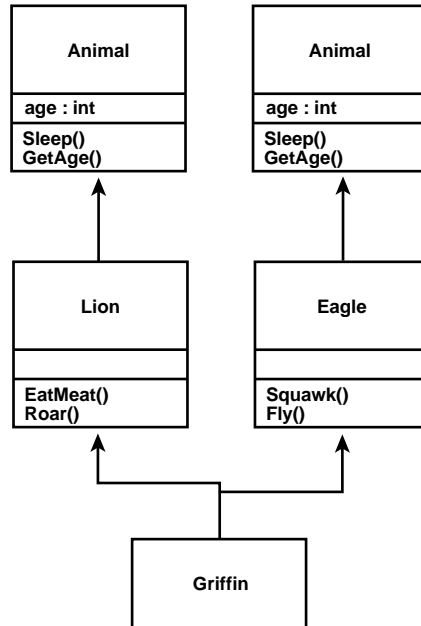 Animal
age : int
Sleep()
GetAge()
Animal
age : int
Sleep()
GetAge()
Lion
EatMeat()
Roar()
Eagle
Squawk()
Fly()
Griffin